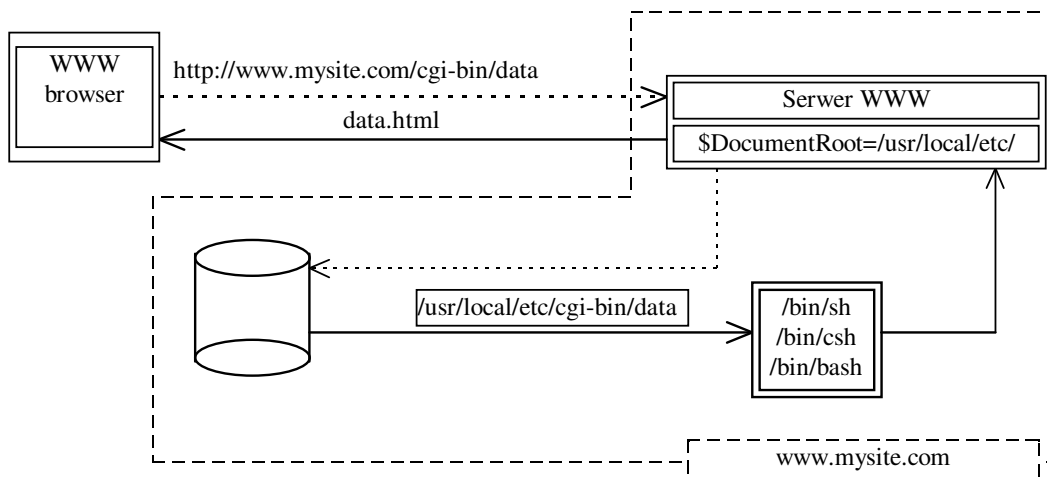 WWW
browser
http://www.mysite.com/cgi-bin/data
data.html
Serwer WWW
$DocumentRoot=/usr/local/etc/
/usr/local/etc/cgi-bin/data
/bin/sh
/bin/csh
/bin/bash
www.mysite.com